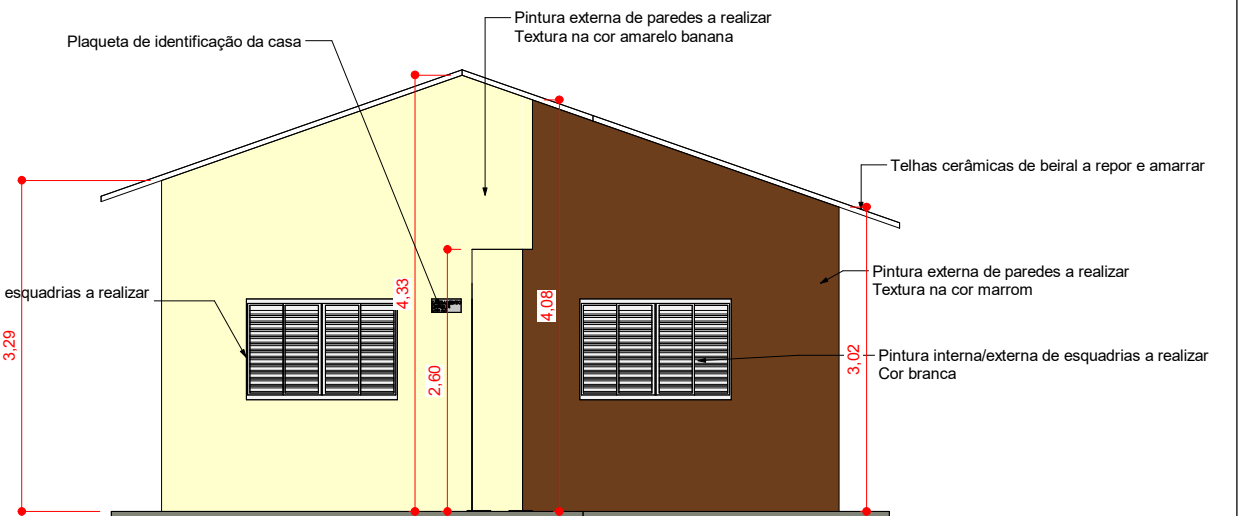 Pintura externa de paredes a realizar
Textura na cor amarelo banana
Plaqueta de identificação da casa
Telhas cerâmicas de beiral a repor e amarrar
Pintura externa de paredes a realizar
Textura na cor marrom
esquadrias a realizar
Pintura interna/externa de esquadrias a realizar
Cor branca
3,29
4,33
2,60
4,08
3,02